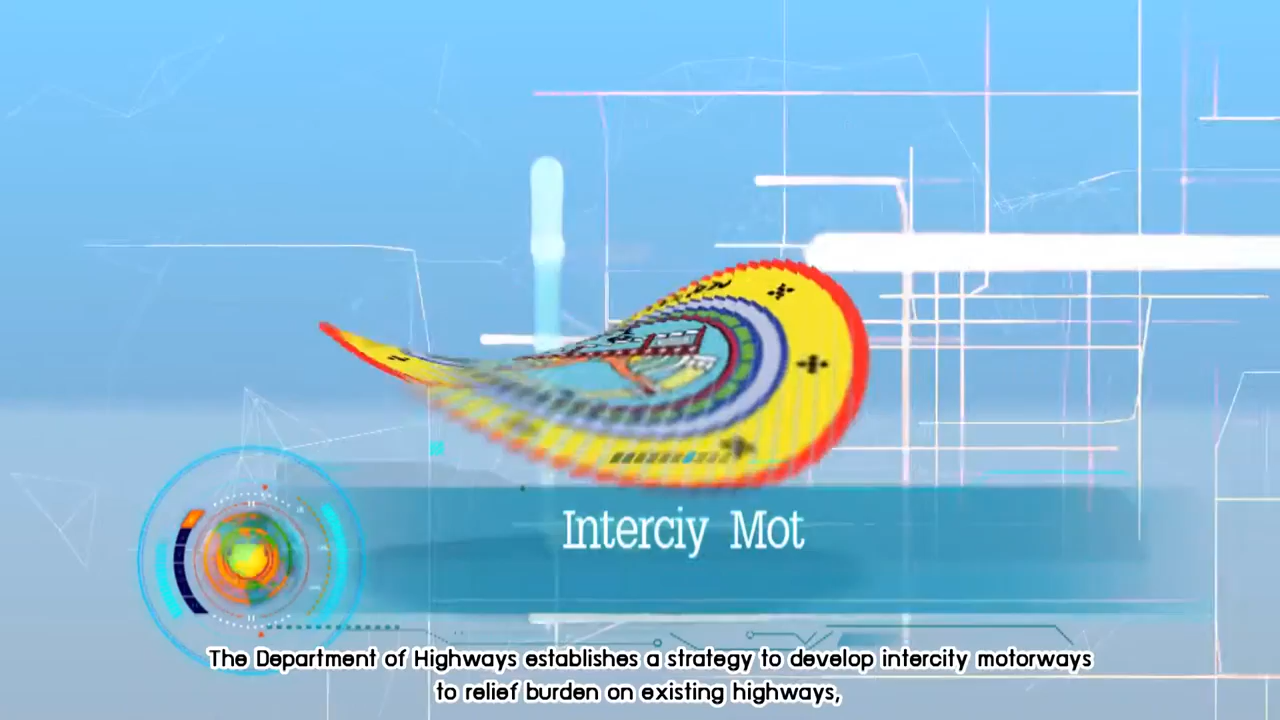 Interciy Mot
The Department of Highways establishes a strategy to develop intercity motorways
to relief burden on existing highways,